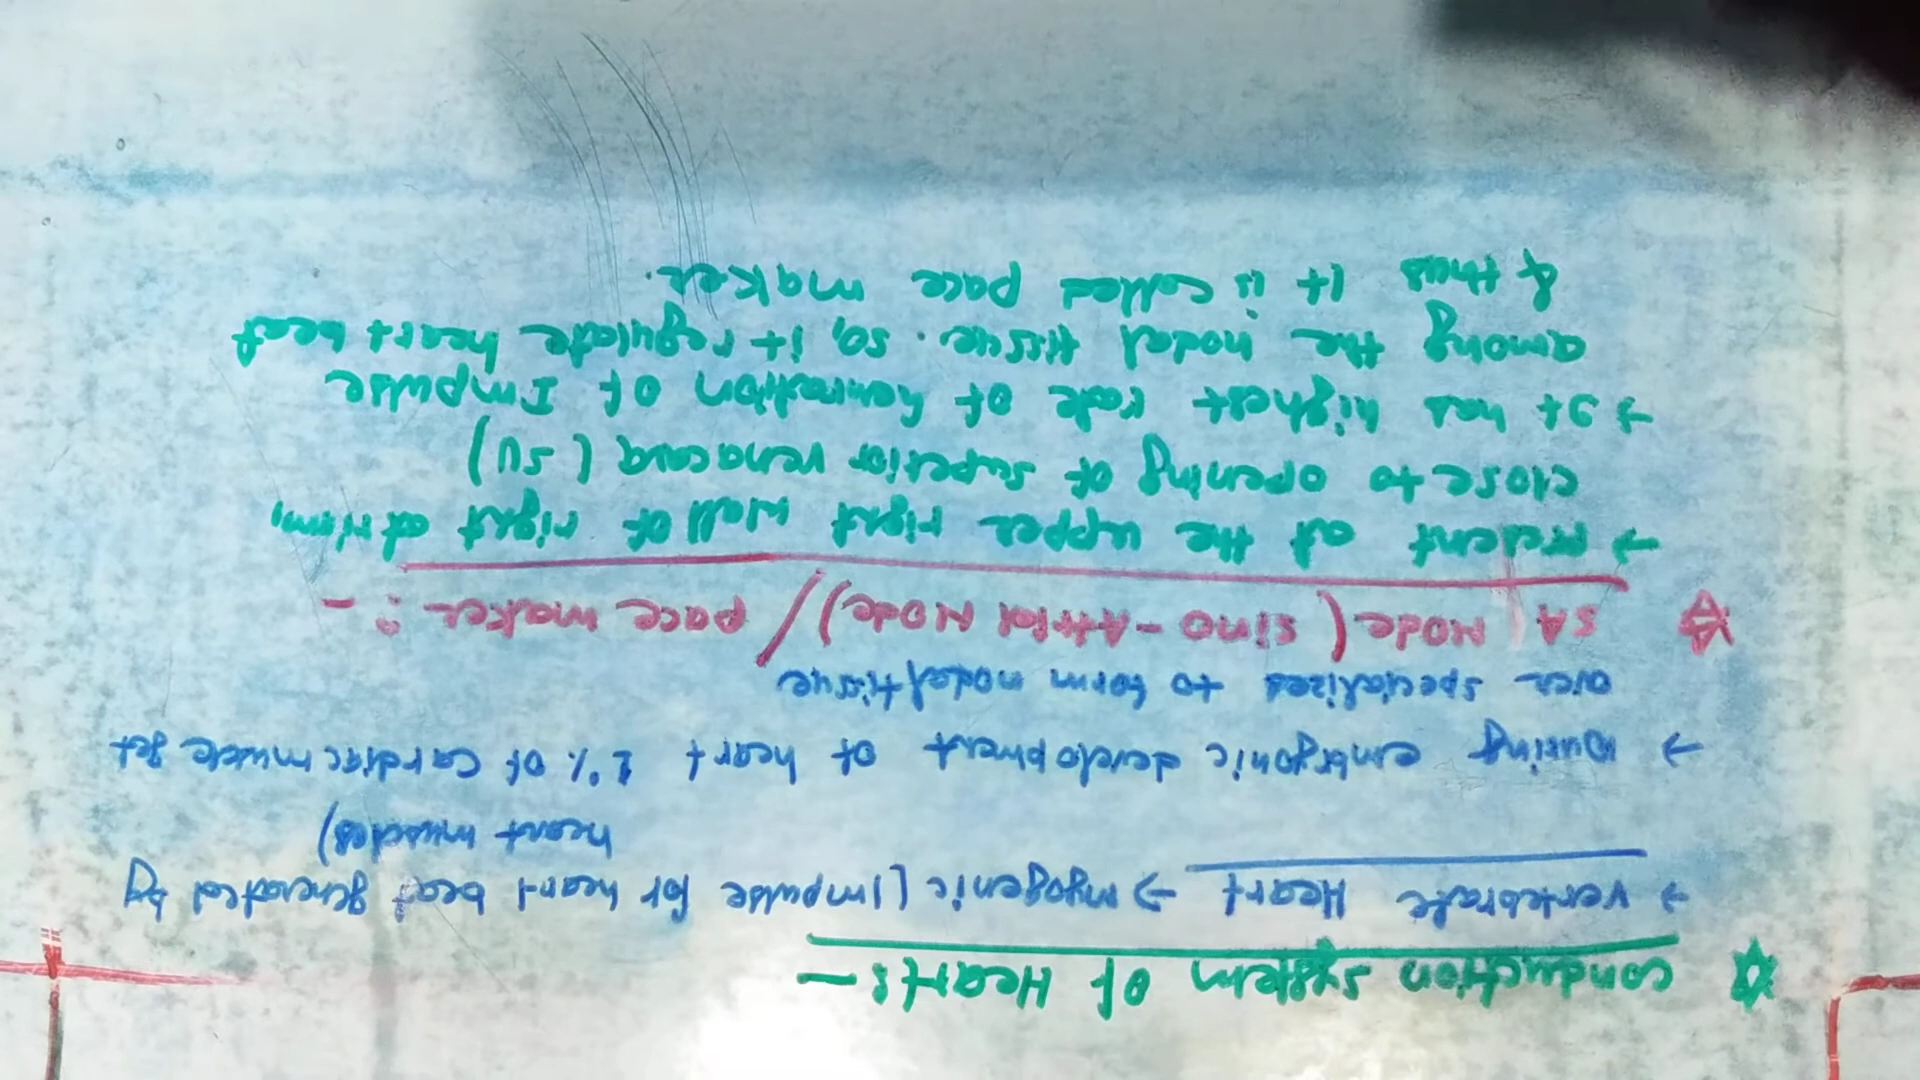 ☆ conduction system of Heart :-
→ vertebrate Heart → myogenic (Impulse for heart beat generated by
heart muscles)
→ During embryonic development of heart 1% of cardiac muscle get
over specialized to form nodal tissue
☆ SA Node (Sino-Atrial Node) / pace maker :-
→ present at the upper right wall of right atrium,
close to opening of superior venacava (SV)
→ It has highest rate of generation of Impulse
among the nodal tissue. so, it regulate heart beat
& thus it is called pace maker.